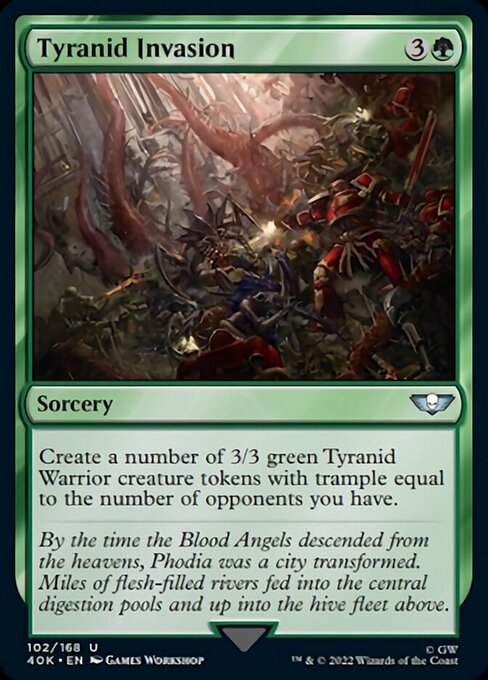 Tyranid Invasion 3
Sorcery
Create a number of 3/3 green Tyranid
Warrior creature tokens with trample equal
to the number of opponents you have.
By the time the Blood Angels descended from
the heavens, Phodia was a city transformed.
Miles of flesh-filled rivers fed into the central
digestion pools and up into the hive fleet above.
102/168 U © GW
40K • EN Games Workshop ™ & © 2022 Wizards of the Coast